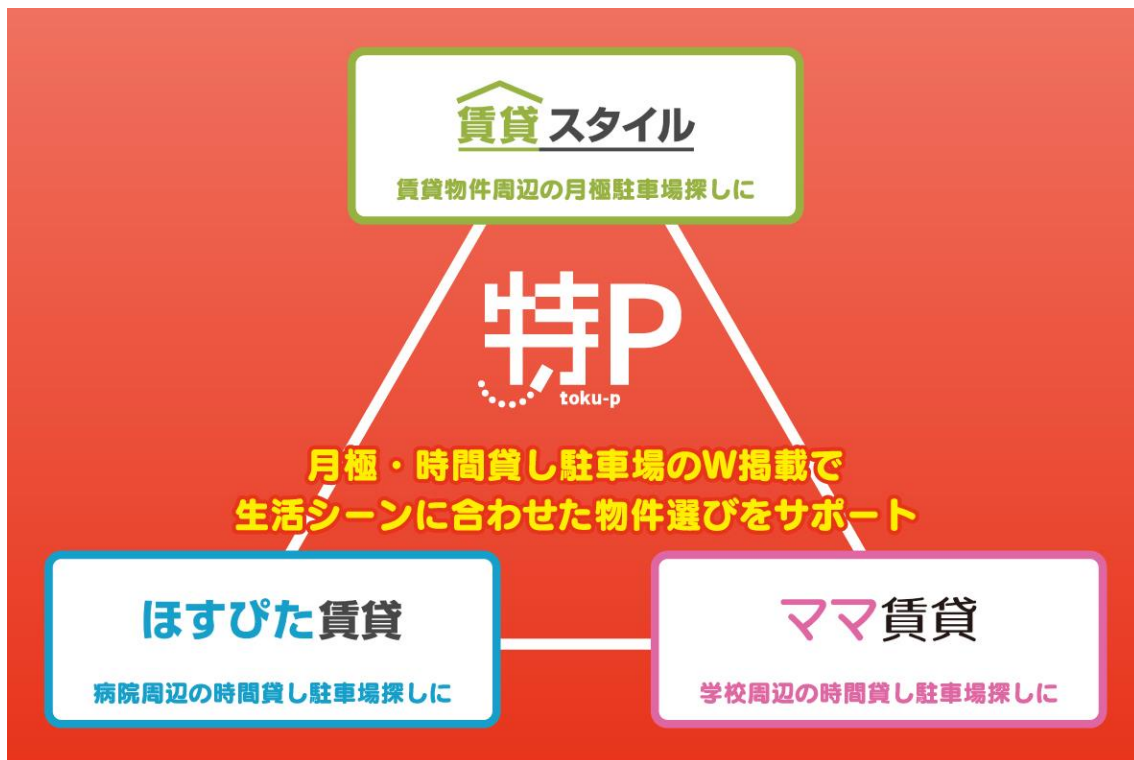 賃貸スタイル
賃貸物件周辺の月極駐車場探しに
特P
toku-p
月極・時間貸し駐車場のW掲載で
生活シーンに合わせた物件選びをサポート
ほすぴた賃貸
病院周辺の時間貸し駐車場探しに
ママ賃貸
学校周辺の時間貸し駐車場探しに